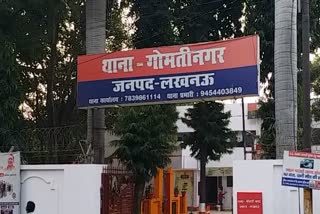 थाना - गोमतीनगर
जनपद-लखनऊ
थाना कार्यालय : 7839861114 थाना प्रभारी : 9454403849